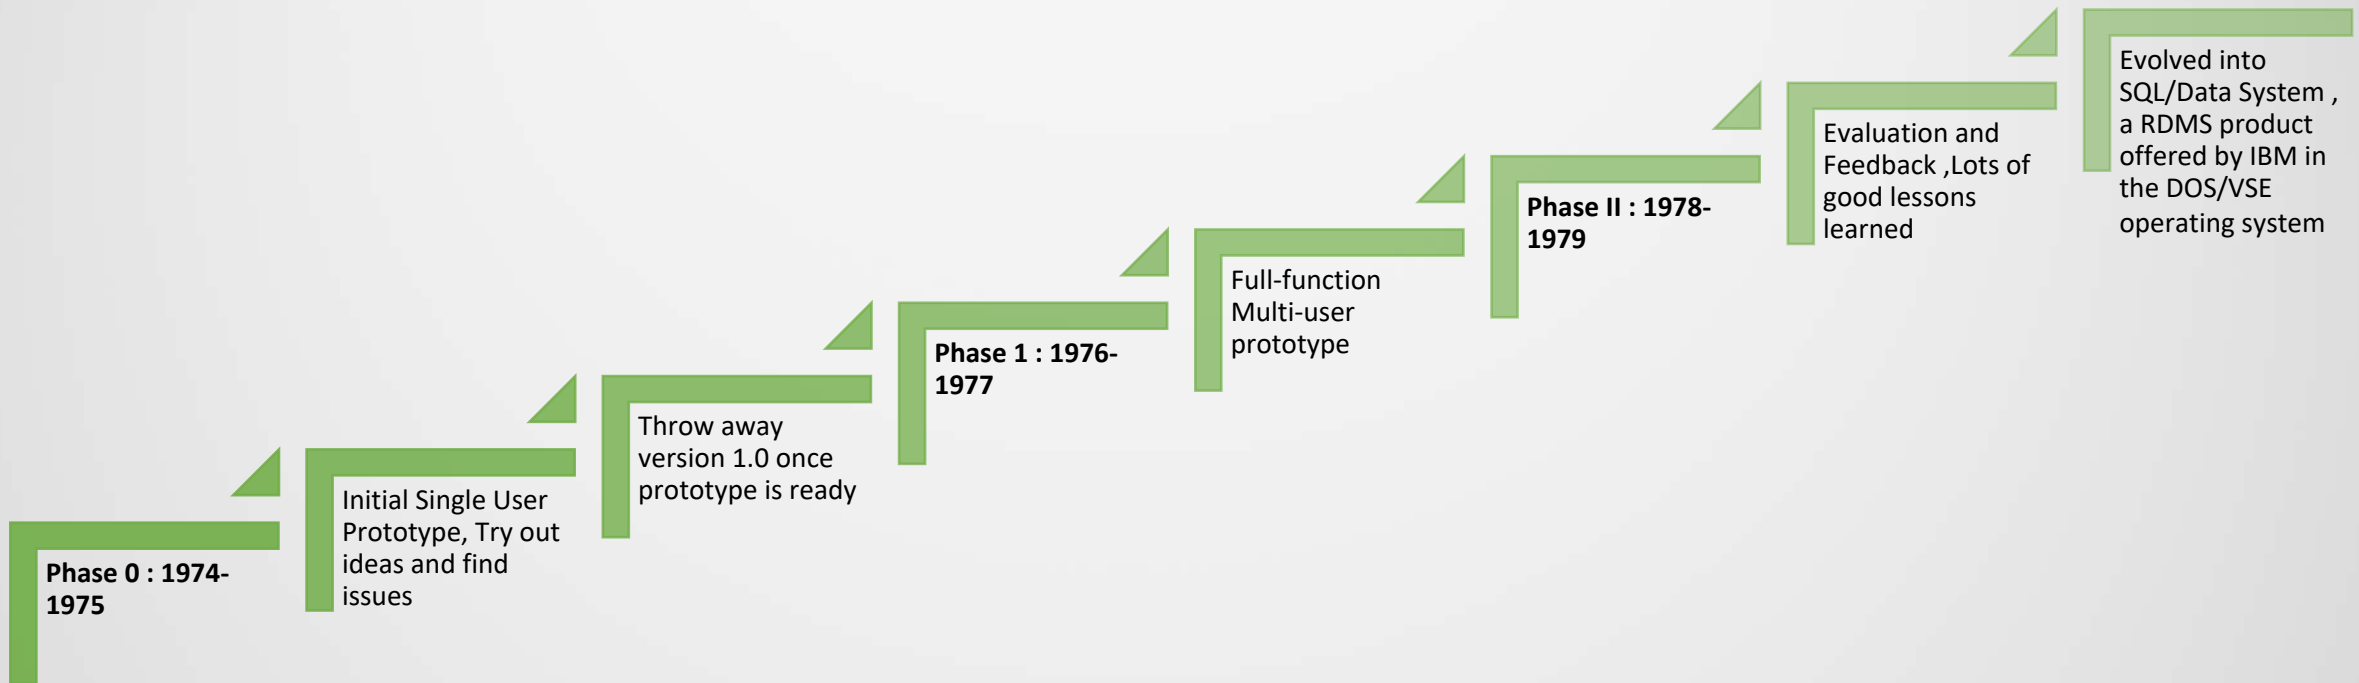 Phase 0 : 1974-
1975
Initial Single User
Prototype, Try out
ideas and find
issues
Throw away
version 1.0 once
prototype is ready
Phase 1 : 1976-
1977
Full-function
Multi-user
prototype
Phase II : 1978-
1979
Evaluation and
Feedback ,Lots of
good lessons
learned
Evolved into
SQL/Data System ,
a RDMS product
offered by IBM in
the DOS/VSE
operating system